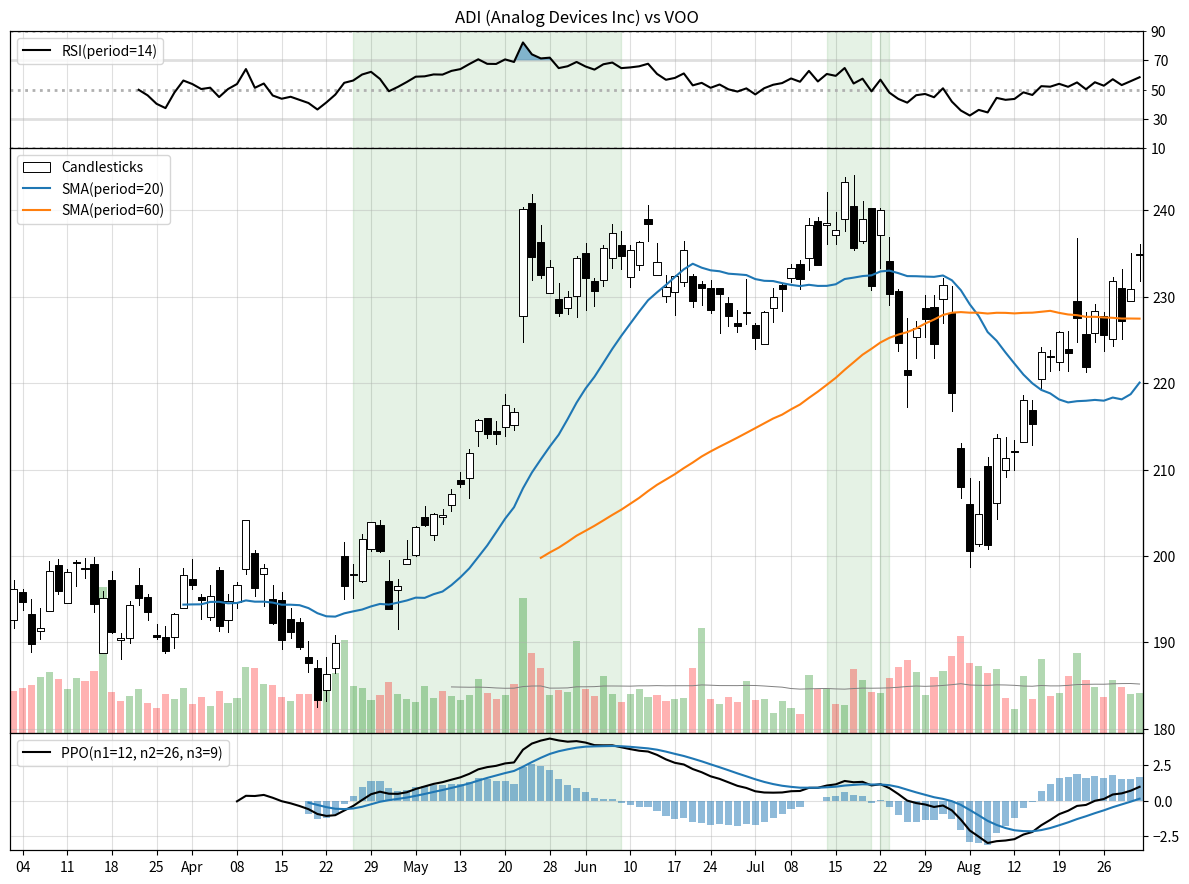 ADI (Analog Devices Inc) vs VOO
RSI(period=14)
90
70
50
30
10
Candlesticks
SMA(period=20)
SMA(period=60)
240
230
220
210
200
190
180
PPO(n1=12, n2=26, n3=9)
2.5
0.0
−2.5
04 11 18 25 Apr 08 15 22 29 May 13 20 28 Jun 10 17 24 Jul 08 15 22 29 Aug 12 19 26